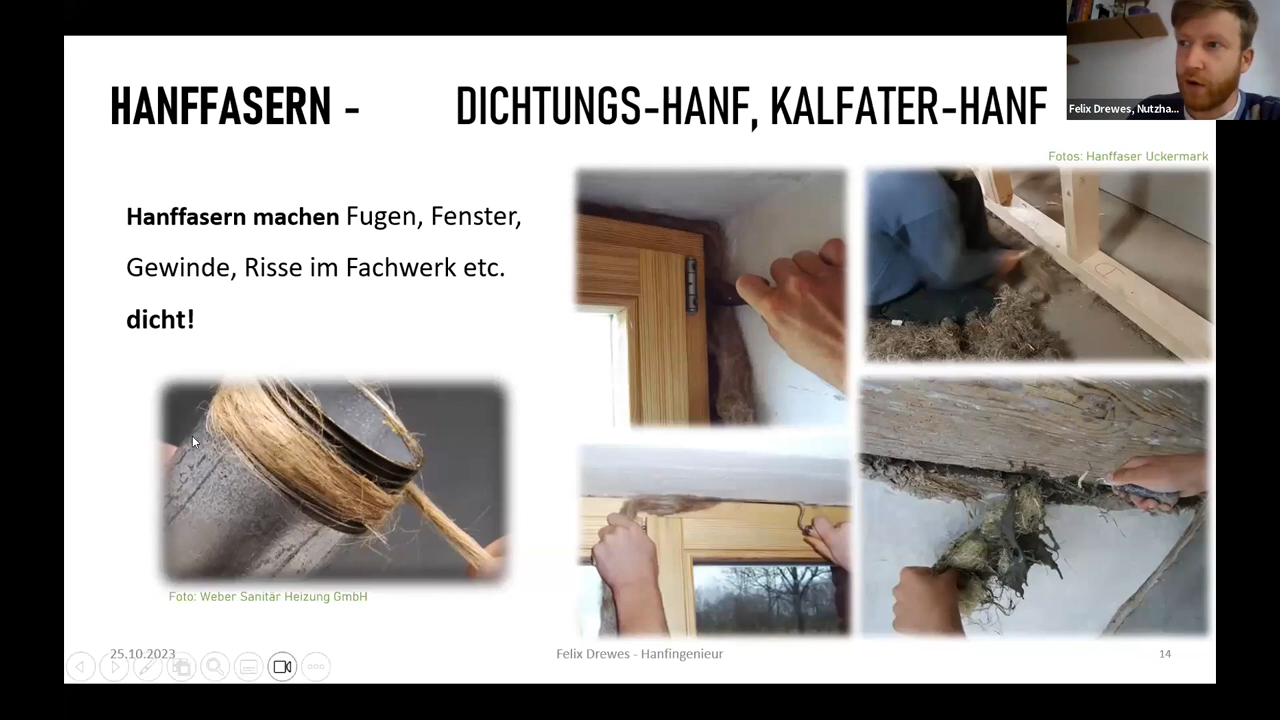 HANFFASERN - DICHTUNGS-HANF, KALFATER-HANF
Felix Drewes, Nutzha...
Fotos: Hanffaser Uckermark
Hanffasern machen Fugen, Fenster,
Gewinde, Risse im Fachwerk etc.
dicht!
Foto: Weber Sanitär Heizung GmbH
25.10.2023
Felix Drewes - Hanfingenieur
14